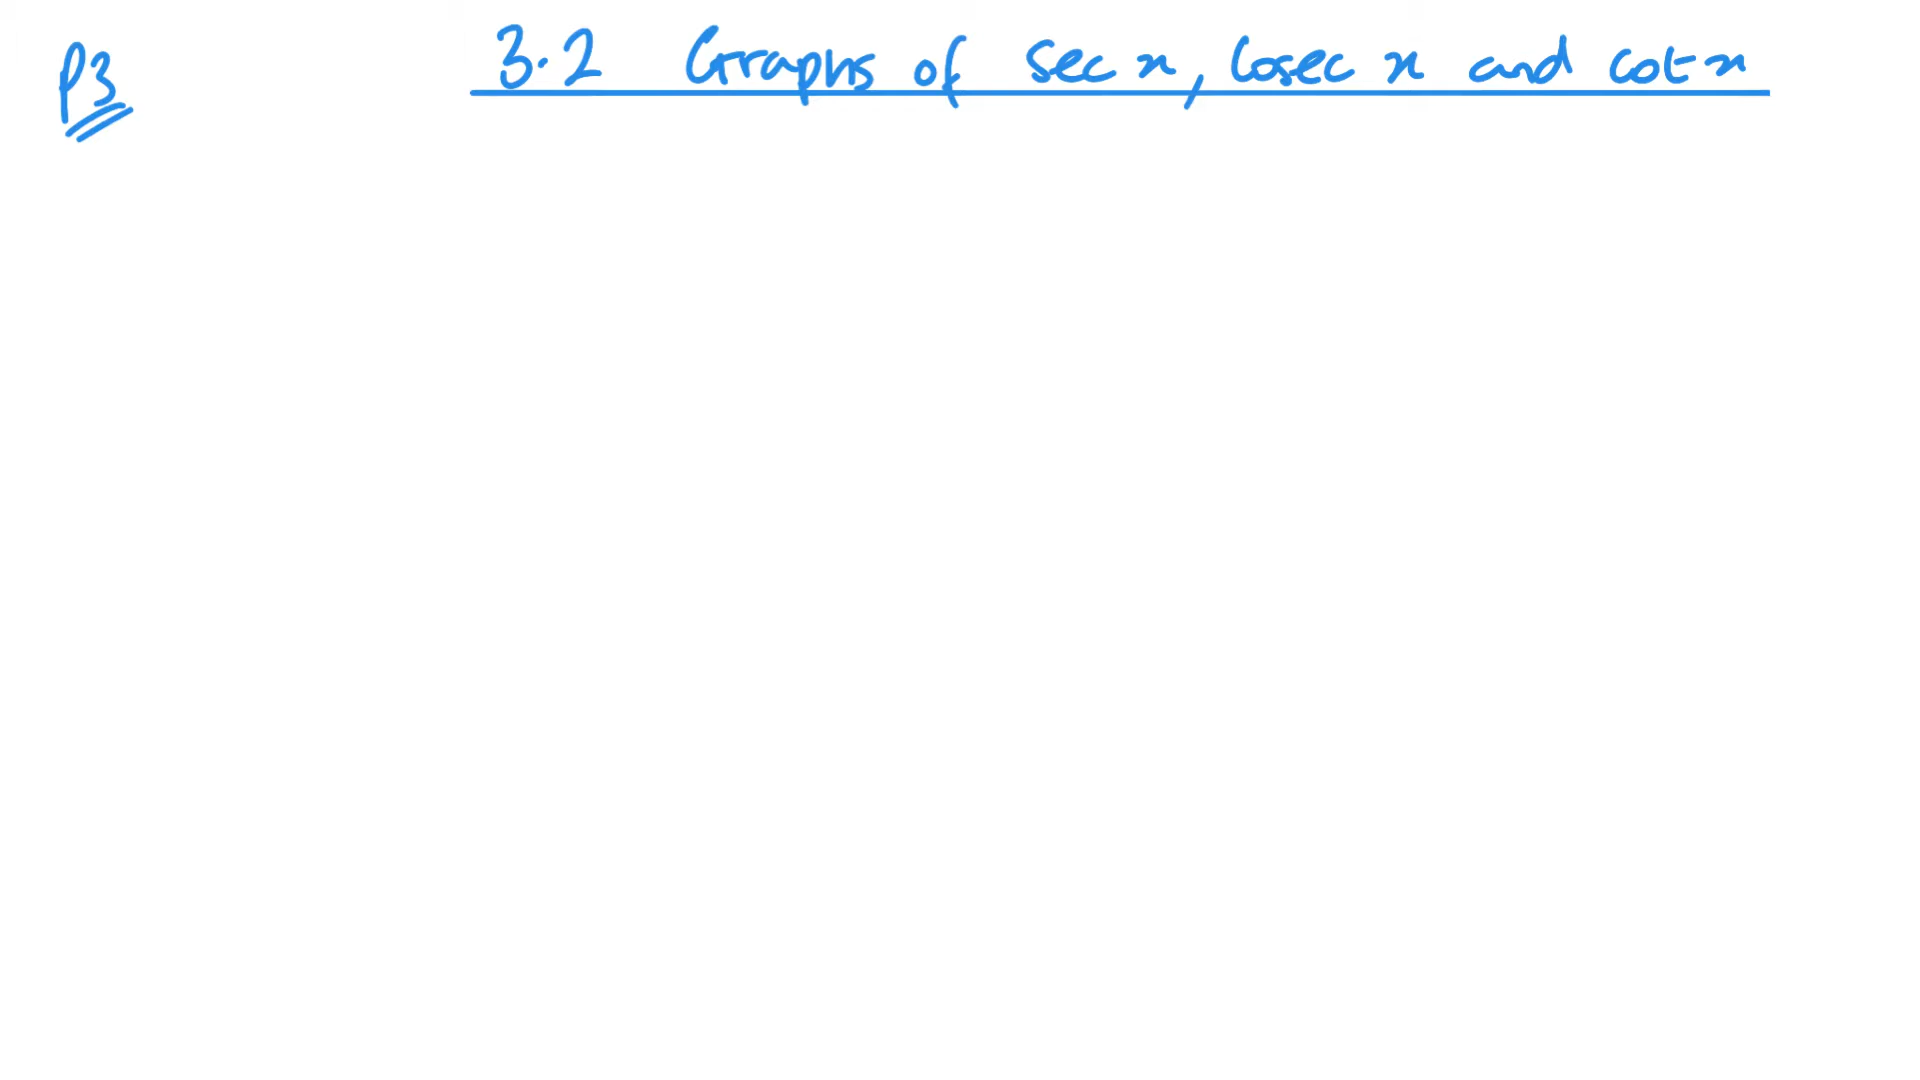 P3
3.2 Graphs of sec x, cosec x and cot x